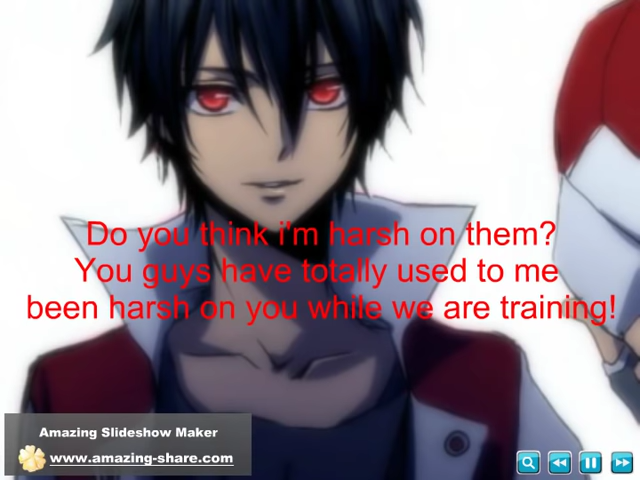 Do you think i'm harsh on them?
You guys have totally used to me
been harsh on you while we are training!
Amazing Slideshow Maker
www.amazing-share.com